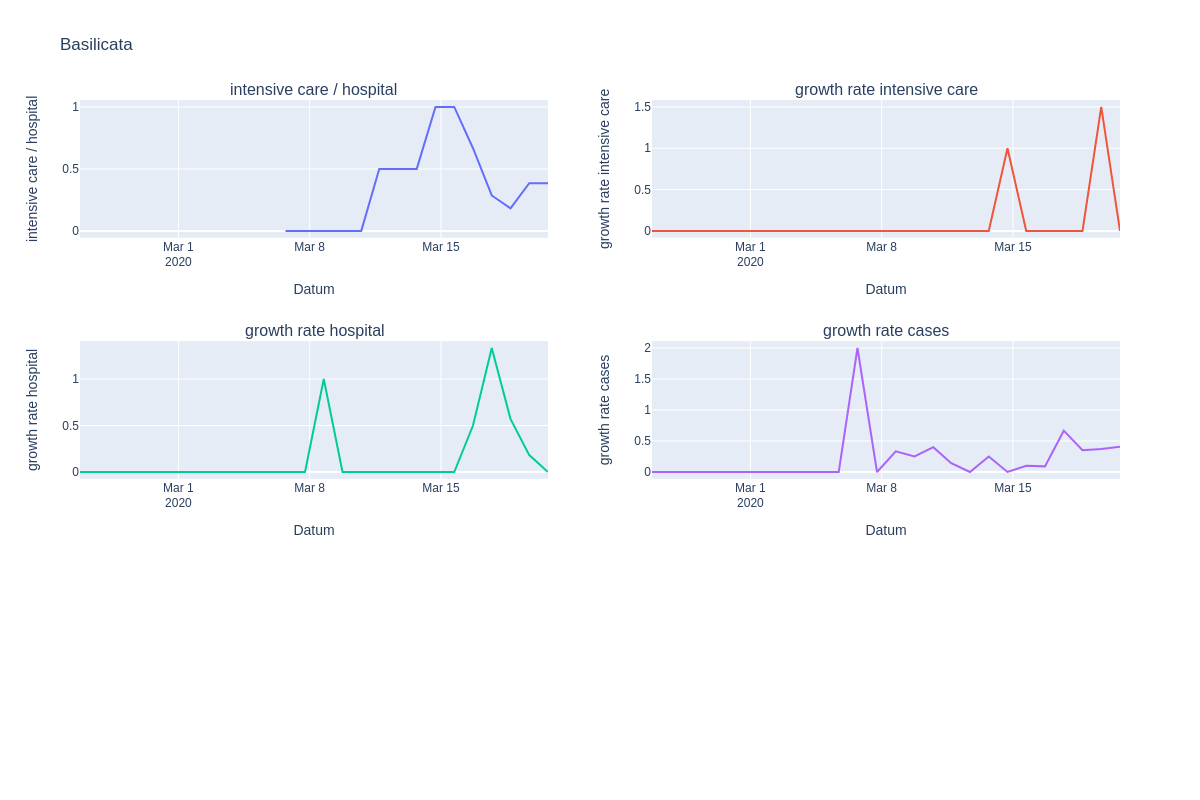 Basilicata
intensive care / hospital
intensive care / hospital
1
0.5
0
Mar 1
2020
Mar 8
Mar 15
Datum
growth rate intensive care
growth rate intensive care
1.5
1
0.5
0
Mar 1
2020
Mar 8
Mar 15
Datum
growth rate hospital
growth rate hospital
1
0.5
0
Mar 1
2020
Mar 8
Mar 15
Datum
growth rate cases
growth rate cases
2
1.5
1
0.5
0
Mar 1
2020
Mar 8
Mar 15
Datum